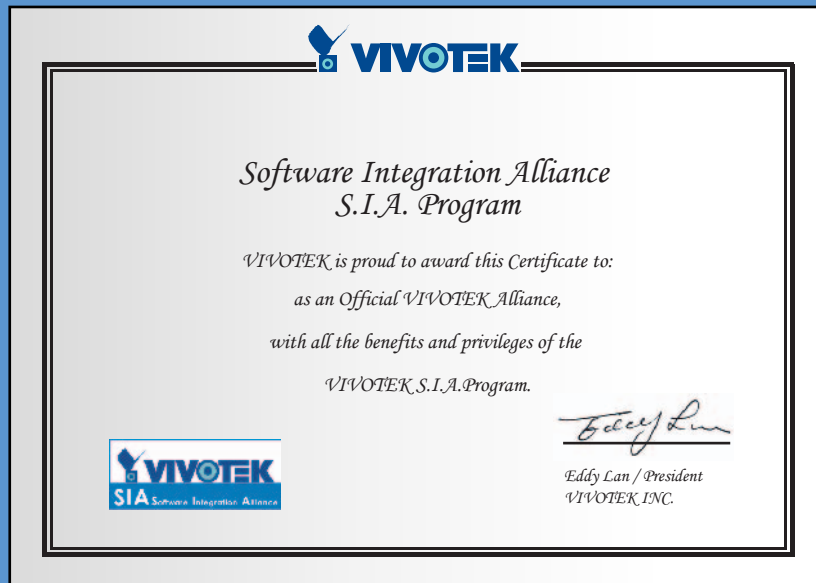 VIVOTEK
Software Integration Alliance
S.I.A. Program
VIVOTEK is proud to award this Certificate to:
as an Official VIVOTEK Alliance,
with all the benefits and privileges of the
VIVOTEK S.I.A.Program.
Eddy Lan
Eddy Lan / President
VIVOTEK INC.
VIVOTEK
SIA Software Integration Alliance